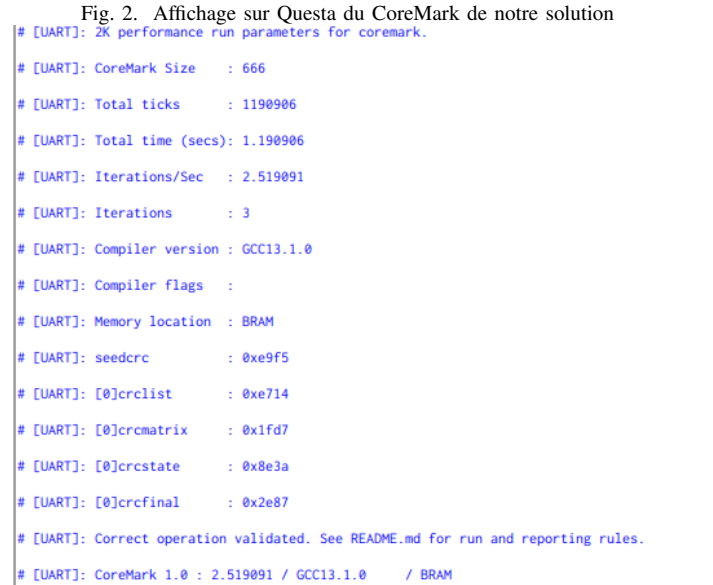 Fig. 2. Affichage sur Questa du CoreMark de notre solution
# [UART]: 2K performance run parameters for coremark.
# [UART]: CoreMark Size    : 666
# [UART]: Total ticks      : 1190906
# [UART]: Total time (secs): 1.190906
# [UART]: Iterations/Sec   : 2.519091
# [UART]: Iterations       : 3
# [UART]: Compiler version : GCC13.1.0
# [UART]: Compiler flags   :
# [UART]: Memory location  : BRAM
# [UART]: seedcrc          : 0xe9f5
# [UART]: [0]crclist       : 0xe714
# [UART]: [0]crcmatrix     : 0x1fd7
# [UART]: [0]crcstate      : 0x8e3a
# [UART]: [0]crcfinal      : 0x2e87
# [UART]: Correct operation validated. See README.md for run and reporting rules.
# [UART]: CoreMark 1.0 : 2.519091 / GCC13.1.0     / BRAM